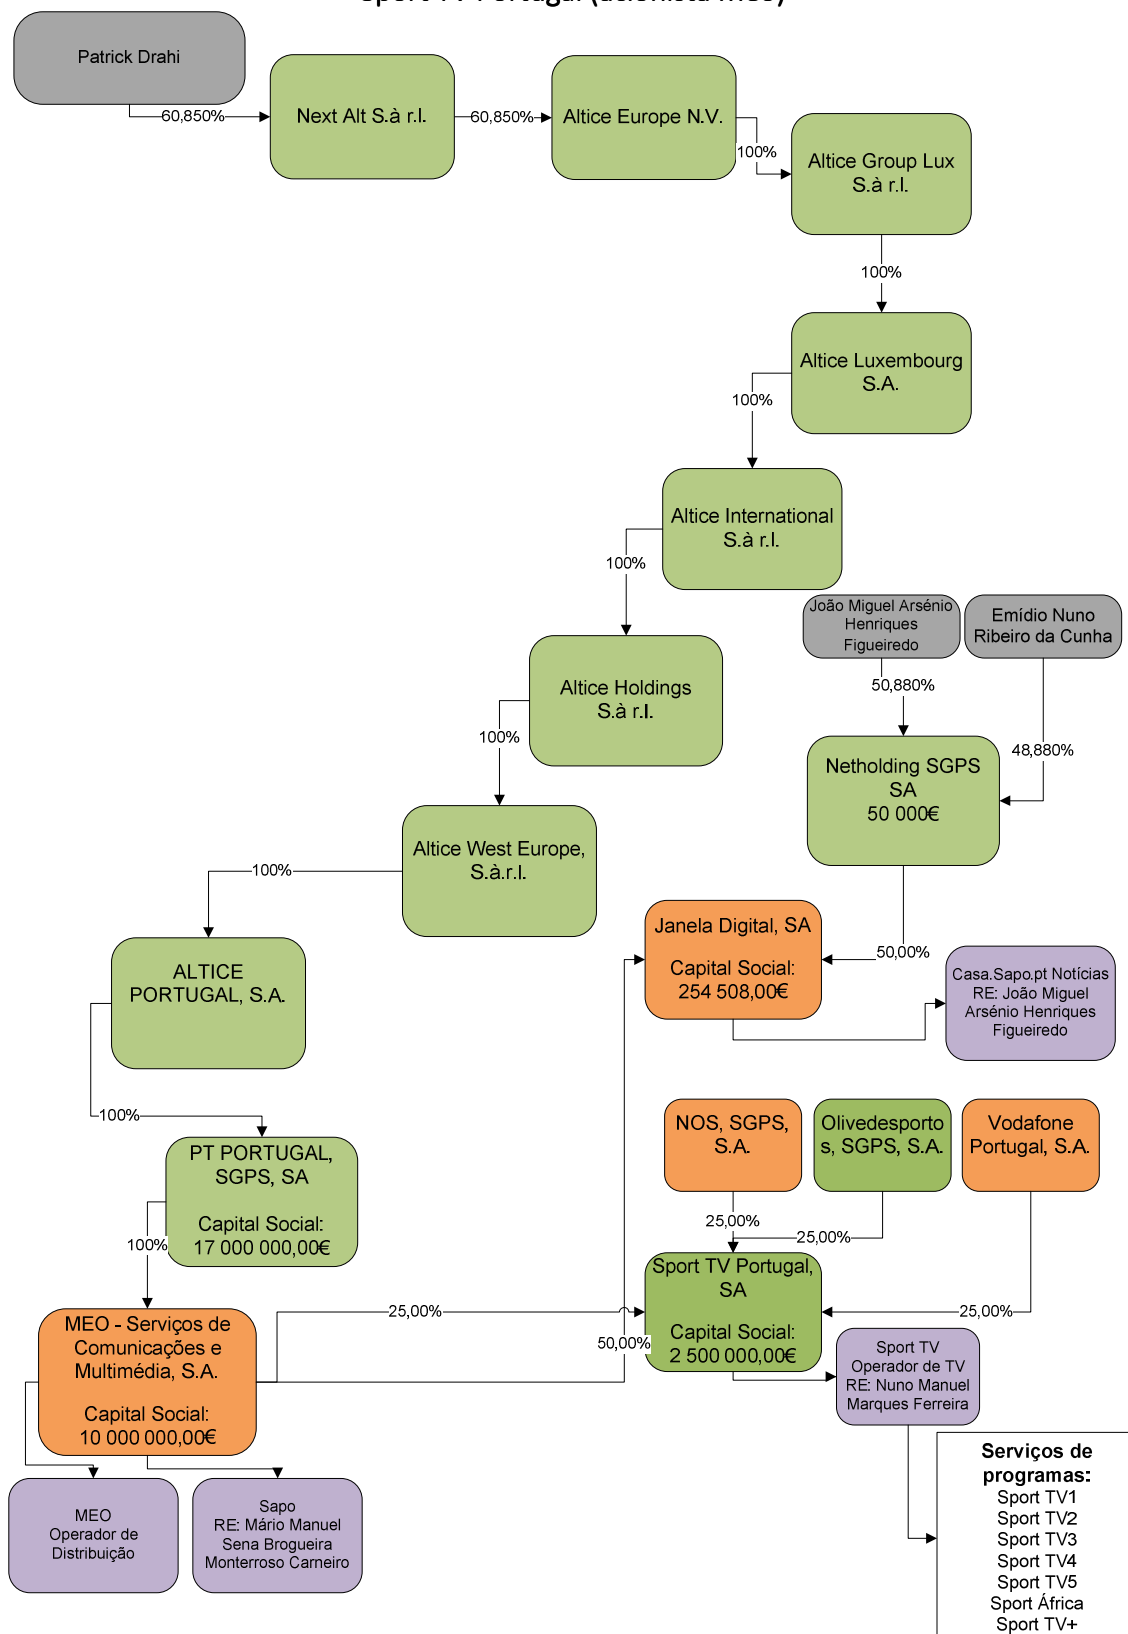 Sport TV Portugal (acionista MEO)
Patrick Drahi
60,850%
Next Alt S.à r.l.
60,850%
Altice Europe N.V.
100%
Altice Group Lux
S.à r.l.
100%
Altice Luxembourg
S.A.
100%
Altice International
S.à r.l.
100%
Altice Holdings
S.à r.l.
100%
Altice West Europe,
S.à.r.l.
100%
ALTICE
PORTUGAL, S.A.
100%
PT PORTUGAL,
SGPS, SA
Capital Social:
17 000 000,00€
100%
MEO - Serviços de
Comunicações e
Multimédia, S.A.
Capital Social:
10 000 000,00€
MEO
Operador de
Distribuição
Sapo
RE: Mário Manuel
Sena Brogueira
Monterroso Carneiro
João Miguel Arsénio
Henriques
Figueiredo
Emídio Nuno
Ribeiro da Cunha
50,880%
48,880%
Netholding SGPS
SA
50 000€
50,00%
Janela Digital, SA
Capital Social:
254 508,00€
Casa.Sapo.pt Notícias
RE: João Miguel
Arsénio Henriques
Figueiredo
NOS, SGPS,
S.A.
Olivedesporto
s, SGPS, S.A.
Vodafone
Portugal, S.A.
25,00%
25,00%
25,00%
25,00%
50,00%
Sport TV Portugal,
SA
Capital Social:
2 500 000,00€
Sport TV
Operador de TV
RE: Nuno Manuel
Marques Ferreira
Serviços de
programas:
Sport TV1
Sport TV2
Sport TV3
Sport TV4
Sport TV5
Sport África
Sport TV+